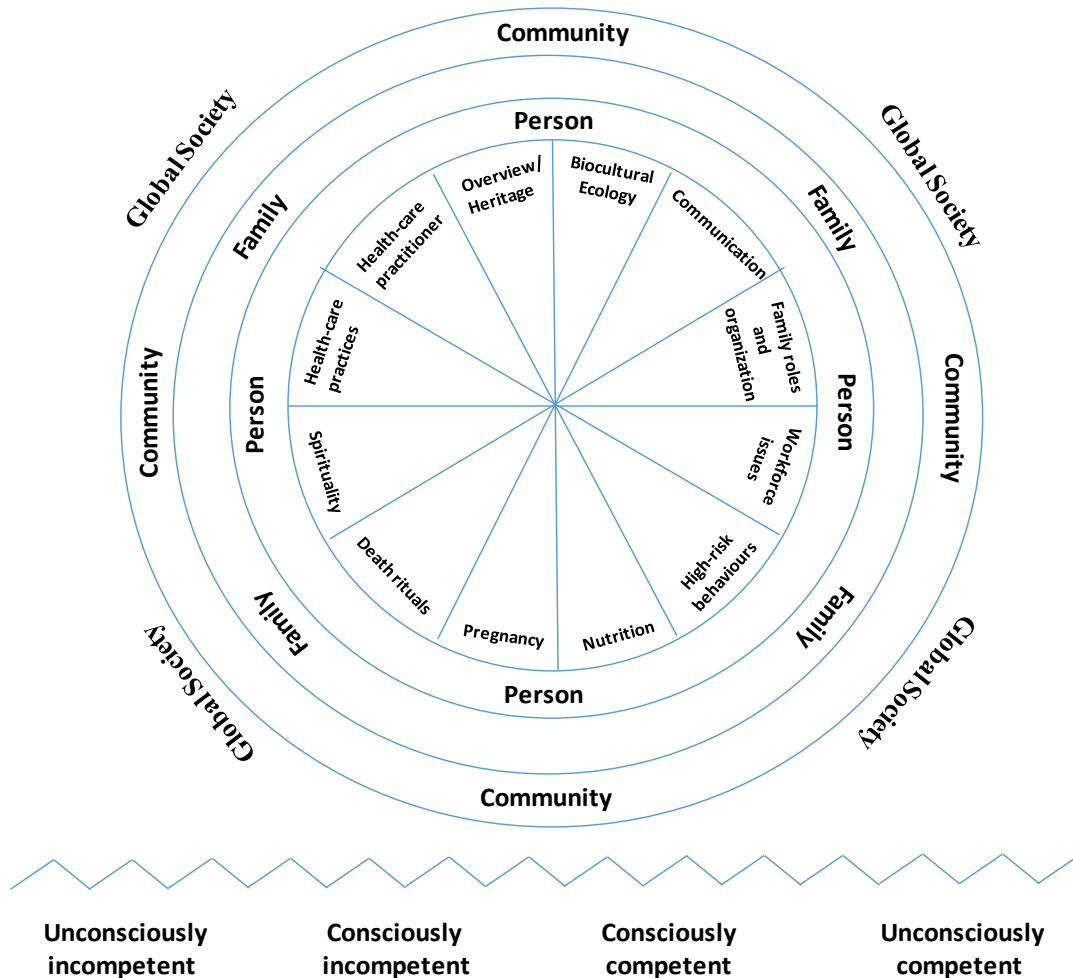 Community
Global Society
Global Society
Person
Family
Family
Overview/
Heritage
Biocultural
Ecology
Health-care
practitioner
Communication
Health-care
practices
Family roles
and
organization
Community
Person
Person
Community
Spirituality
Workforce
issues
Death rituals
High-risk
behaviours
Pregnancy
Nutrition
Family
Family
Global Society
Global Society
Person
Community
Unconsciously
incompetent
Consciously
incompetent
Consciously
competent
Unconsciously
competent